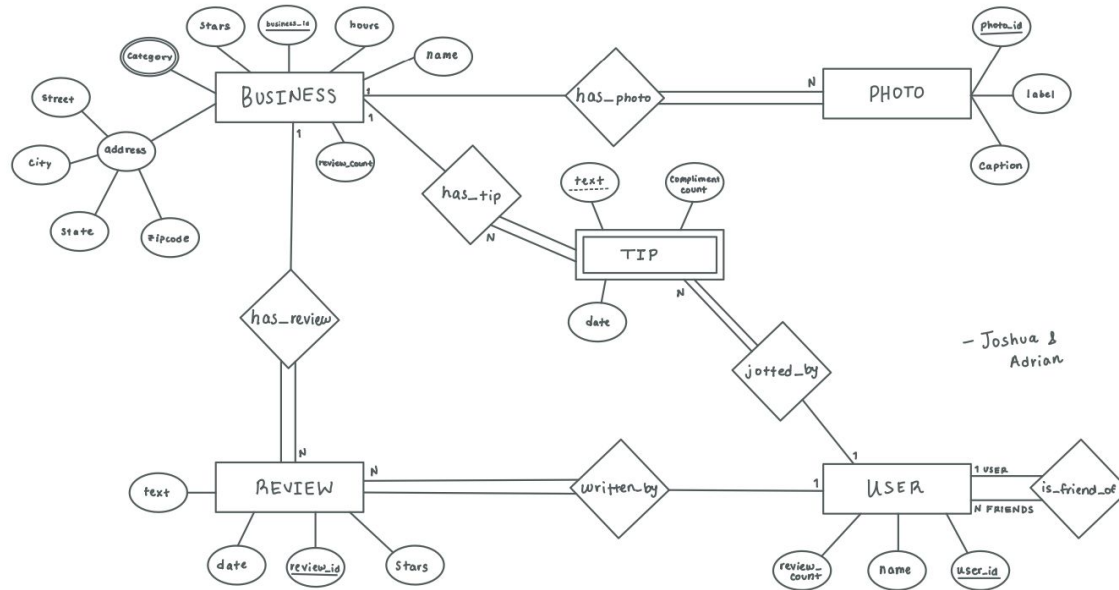 Stars
business_id
hours
name
Category
Street
City
address
State
Zipcode
BUSINESS
review_count
1
1
1
has_photo
N
PHOTO
photo_id
label
Caption
has_tip
N
text
Compliment
count
TIP
date
N
jotted_by
1
has_review
N
REVIEW
text
date
review_id
Stars
N
written_by
1
USER
review_
count
name
user_id
1 USER
N FRIENDS
is_friend_of
- Joshua &
Adrian